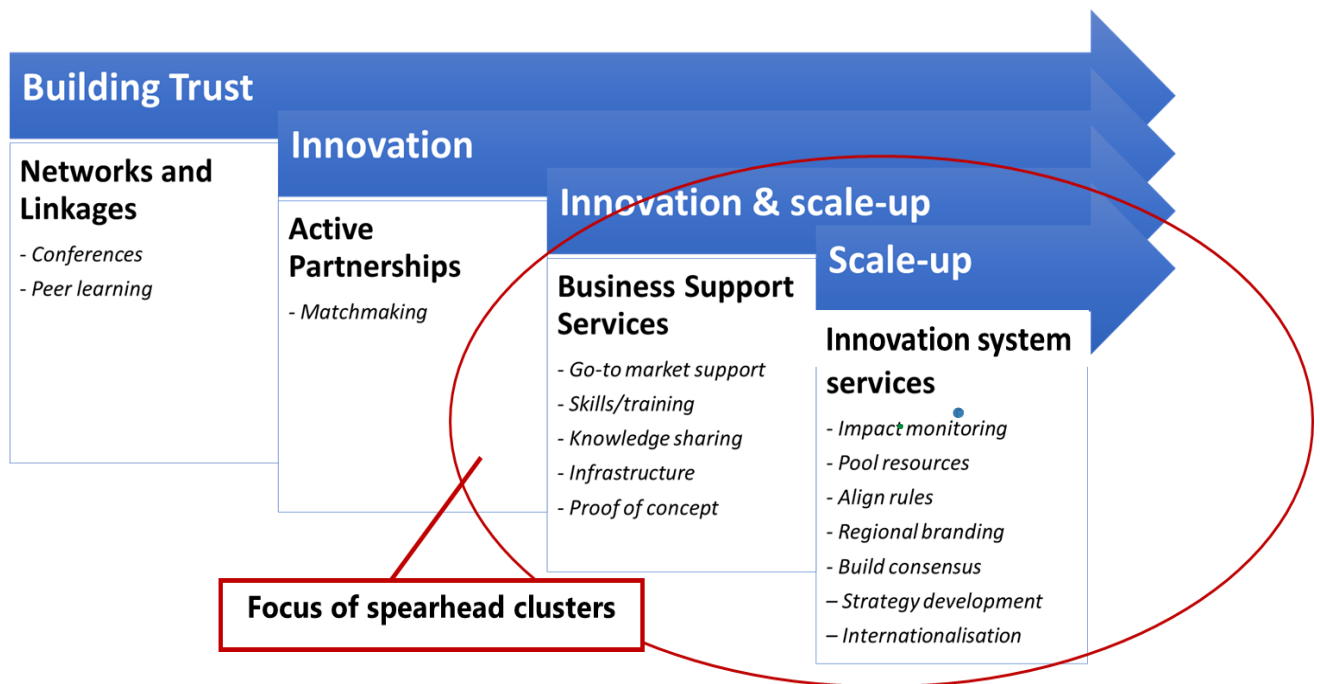 Building Trust
Networks and
Linkages
- Conferences
- Peer learning
Innovation
Active
Partnerships
- Matchmaking
Innovation & scale-up
Business Support
Services
- Go-to market support
- Skills/training
- Knowledge sharing
- Infrastructure
- Proof of concept
Scale-up
Innovation system
services
- Impact monitoring
- Pool resources
- Align rules
- Regional branding
- Build consensus
– Strategy development
– Internationalisation
Focus of spearhead clusters